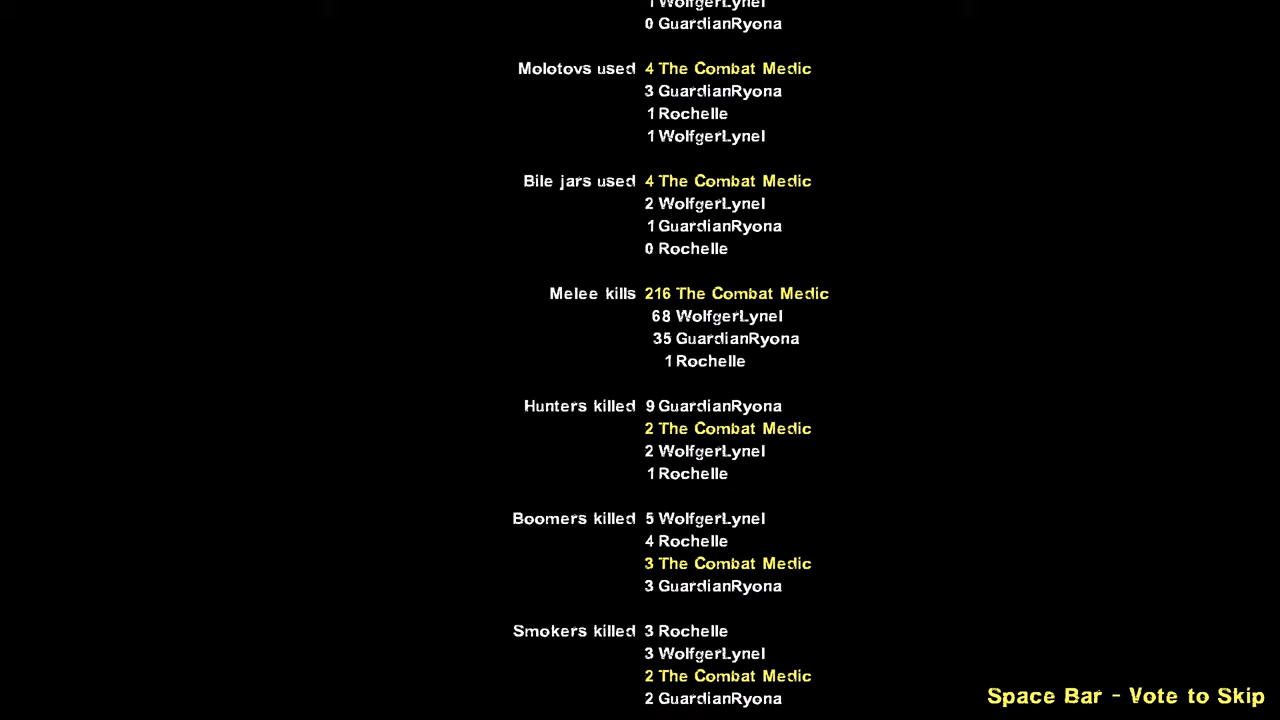 1 WolfgerLynel
0 GuardianRyona
Molotovs used 4 The Combat Medic
3 GuardianRyona
1 Rochelle
1 WolfgerLynel
Bile jars used 4 The Combat Medic
2 WolfgerLynel
1 GuardianRyona
0 Rochelle
Melee kills 216 The Combat Medic
68 WolfgerLynel
35 GuardianRyona
1 Rochelle
Hunters killed 9 GuardianRyona
2 The Combat Medic
2 WolfgerLynel
1 Rochelle
Boomers killed 5 WolfgerLynel
4 Rochelle
3 The Combat Medic
3 GuardianRyona
Smokers killed 3 Rochelle
3 WolfgerLynel
2 The Combat Medic
2 GuardianRyona
Space Bar - Vote to Skip